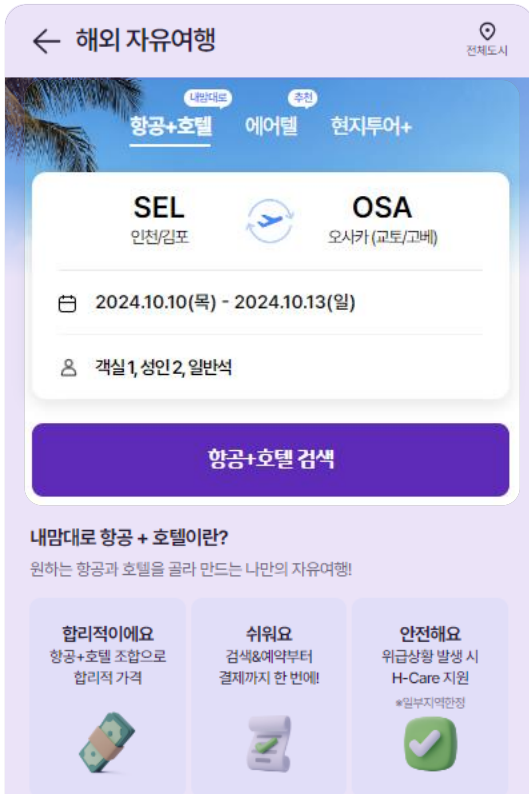 해외 자유여행
전체도시
내맘대로
추천
항공+호텔 에어텔 현지투어+
SEL
인천/김포
OSA
오사카 (교토/고베)
2024.10.10(목) - 2024.10.13(일)
객실 1, 성인 2, 일반석
항공+호텔 검색
내맘대로 항공 + 호텔이란?
원하는 항공과 호텔을 골라 만드는 나만의 자유여행!
합리적이에요
항공+호텔 조합으로
합리적 가격
쉬워요
검색&예약부터
결제까지 한 번에!
안전해요
위급상황 발생 시
H-Care 지원
※일부지역한정